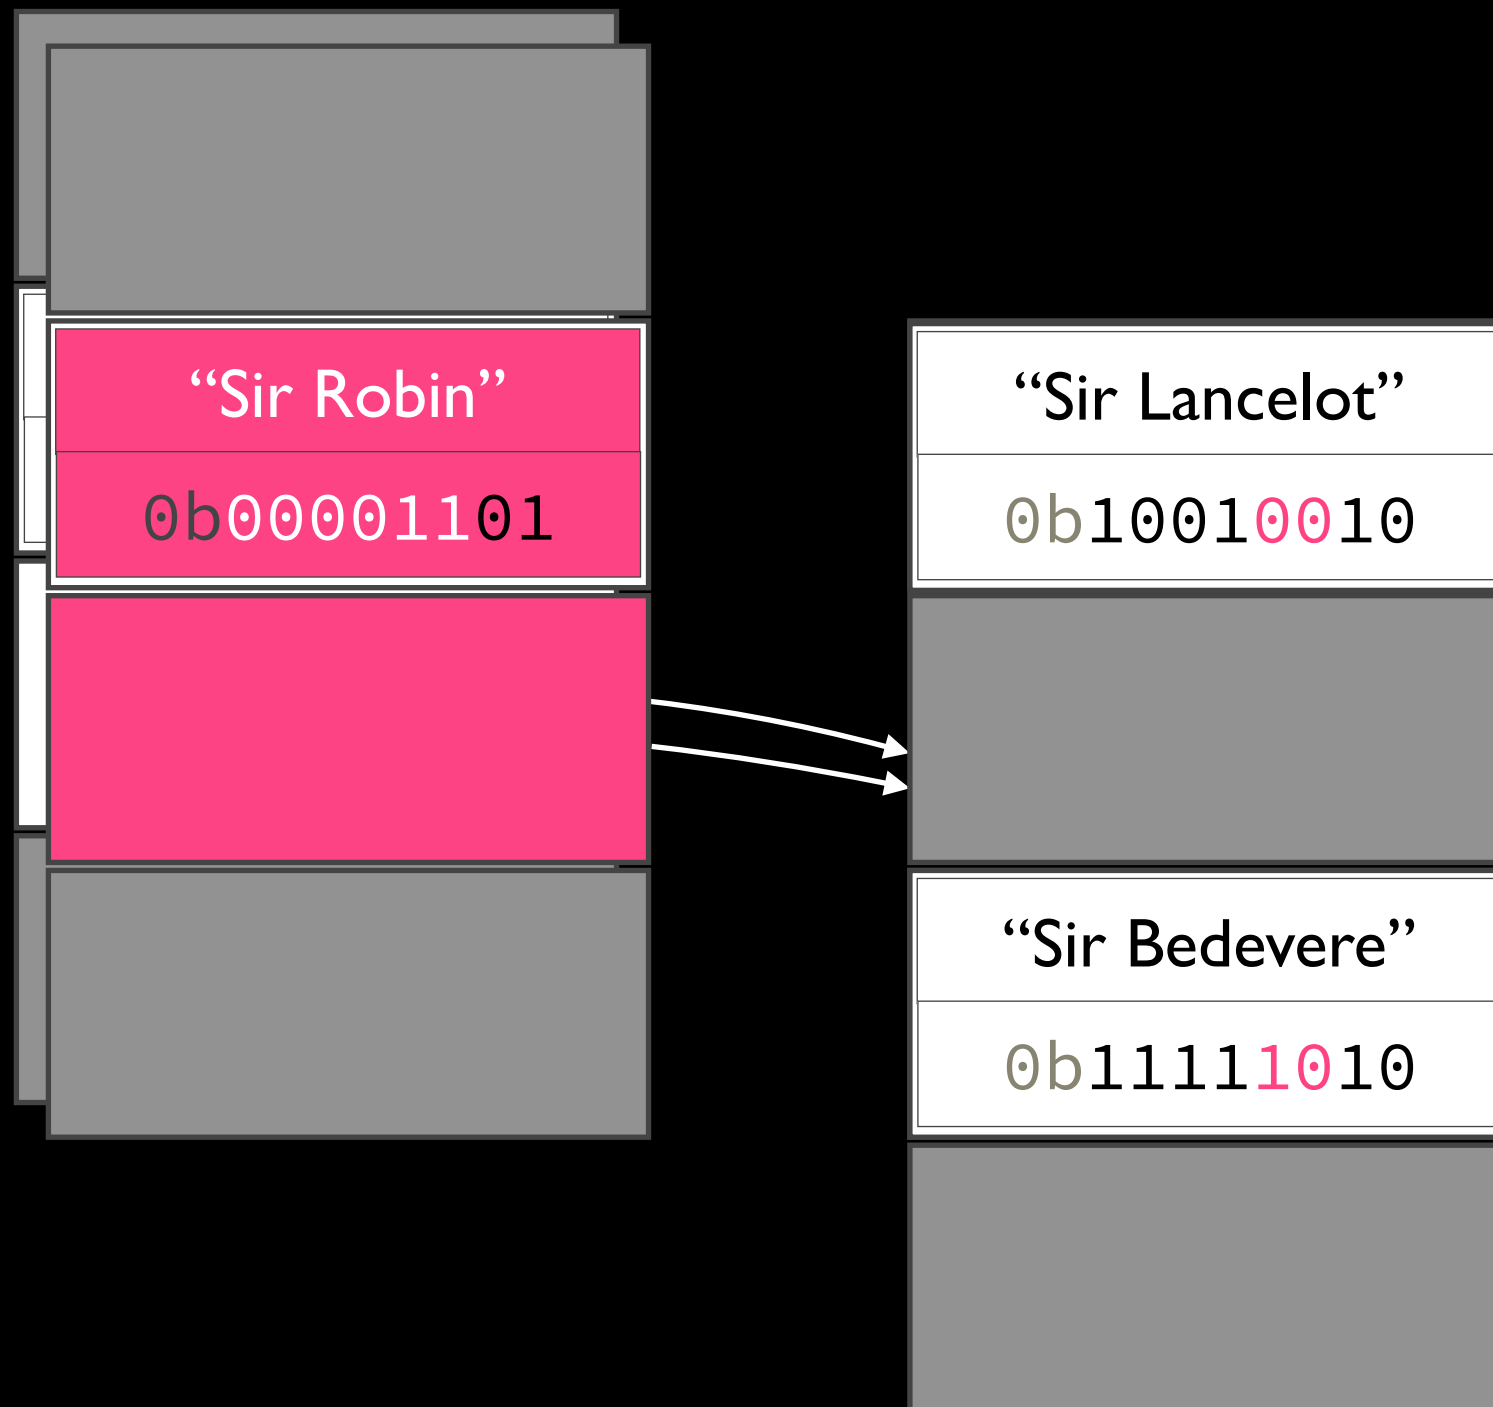 “Sir Robin”
0b00001101
“Sir Lancelot”
0b10010010
“Sir Bedevere”
0b11111010